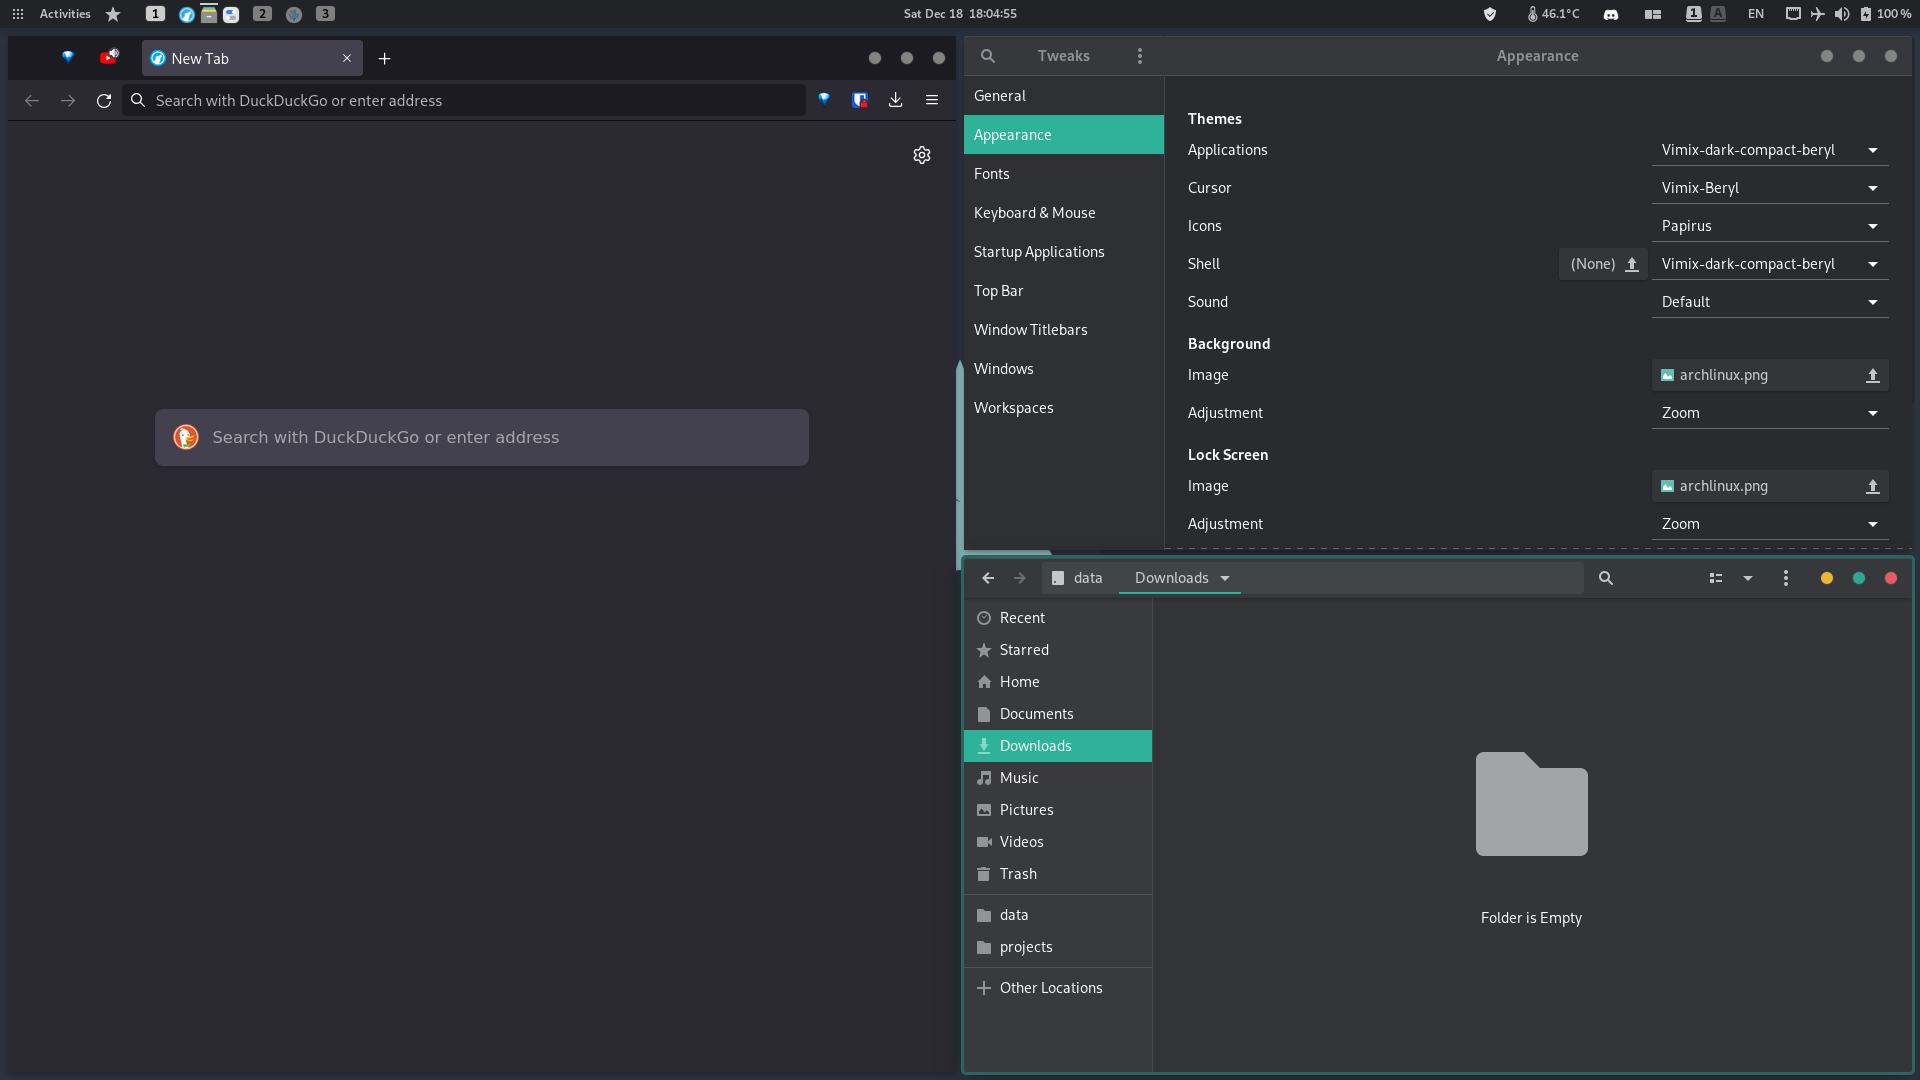 Activities 1 2 3 Sat Dec 18 18:04:55 46.1°C 1 A EN 100 %
New Tab
Search with DuckDuckGo or enter address
Search with DuckDuckGo or enter address
Tweaks Appearance
General
Appearance
Fonts
Keyboard & Mouse
Startup Applications
Top Bar
Window Titlebars
Windows
Workspaces
Themes
Applications Vimix-dark-compact-beryl
Cursor Vimix-Beryl
Icons Papirus
Shell (None) Vimix-dark-compact-beryl
Sound Default
Background
Image archlinux.png
Adjustment Zoom
Lock Screen
Image archlinux.png
Adjustment Zoom
data Downloads
Recent
Starred
Home
Documents
Downloads
Music
Pictures
Videos
Trash
data
projects
Other Locations
Folder is Empty